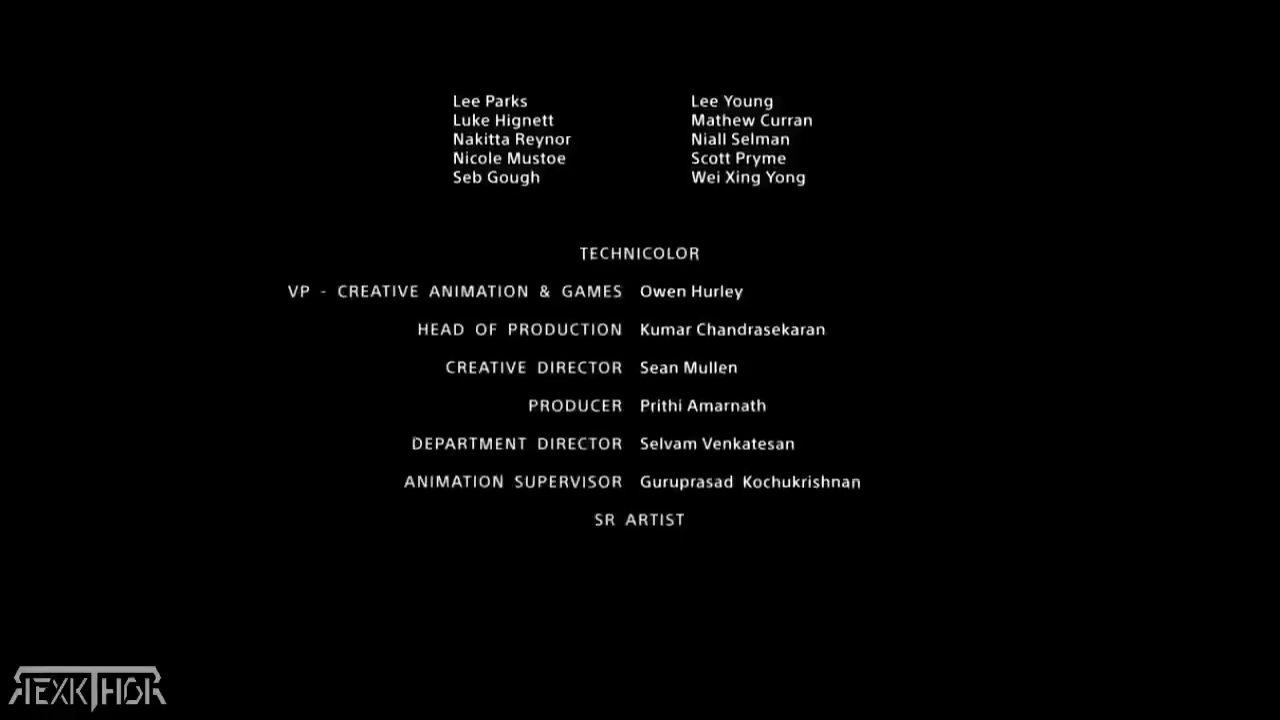 Lee Parks Lee Young
Luke Hignett Mathew Curran
Nakitta Reynor Niall Selman
Nicole Mustoe Scott Pryme
Seb Gough Wei Xing Yong
TECHNICOLOR
VP - CREATIVE ANIMATION & GAMES Owen Hurley
HEAD OF PRODUCTION Kumar Chandrasekaran
CREATIVE DIRECTOR Sean Mullen
PRODUCER Prithi Amarnath
DEPARTMENT DIRECTOR Selvam Venkatesan
ANIMATION SUPERVISOR Guruprasad Kochukrishnan
SR ARTIST